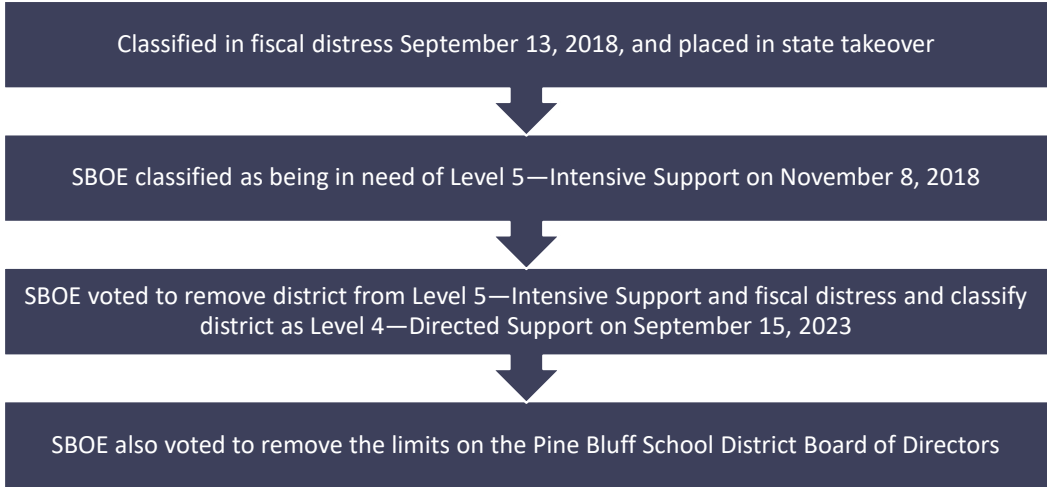 Classified in fiscal distress September 13, 2018, and placed in state takeover
SBOE classified as being in need of Level 5—Intensive Support on November 8, 2018
SBOE voted to remove district from Level 5—Intensive Support and fiscal distress and classify
district as Level 4—Directed Support on September 15, 2023
SBOE also voted to remove the limits on the Pine Bluff School District Board of Directors